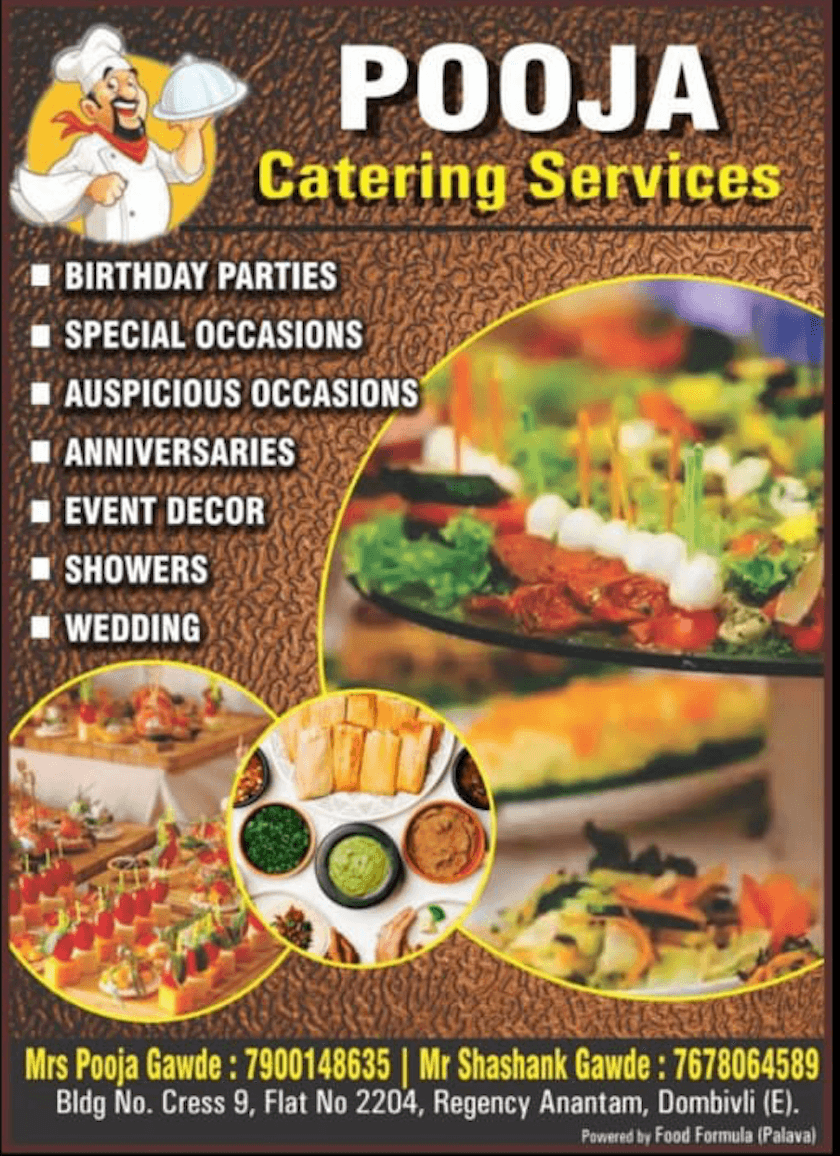 POOJA
Catering Services
BIRTHDAY PARTIES
SPECIAL OCCASIONS
AUSPICIOUS OCCASIONS
ANNIVERSARIES
EVENT DECOR
SHOWERS
WEDDING
Mrs Pooja Gawde : 7900148635 | Mr Shashank Gawde : 7678064589
Bldg No. Cress 9, Flat No 2204, Regency Anantam, Dombivli (E).
Powered by Food Formula (Palava)